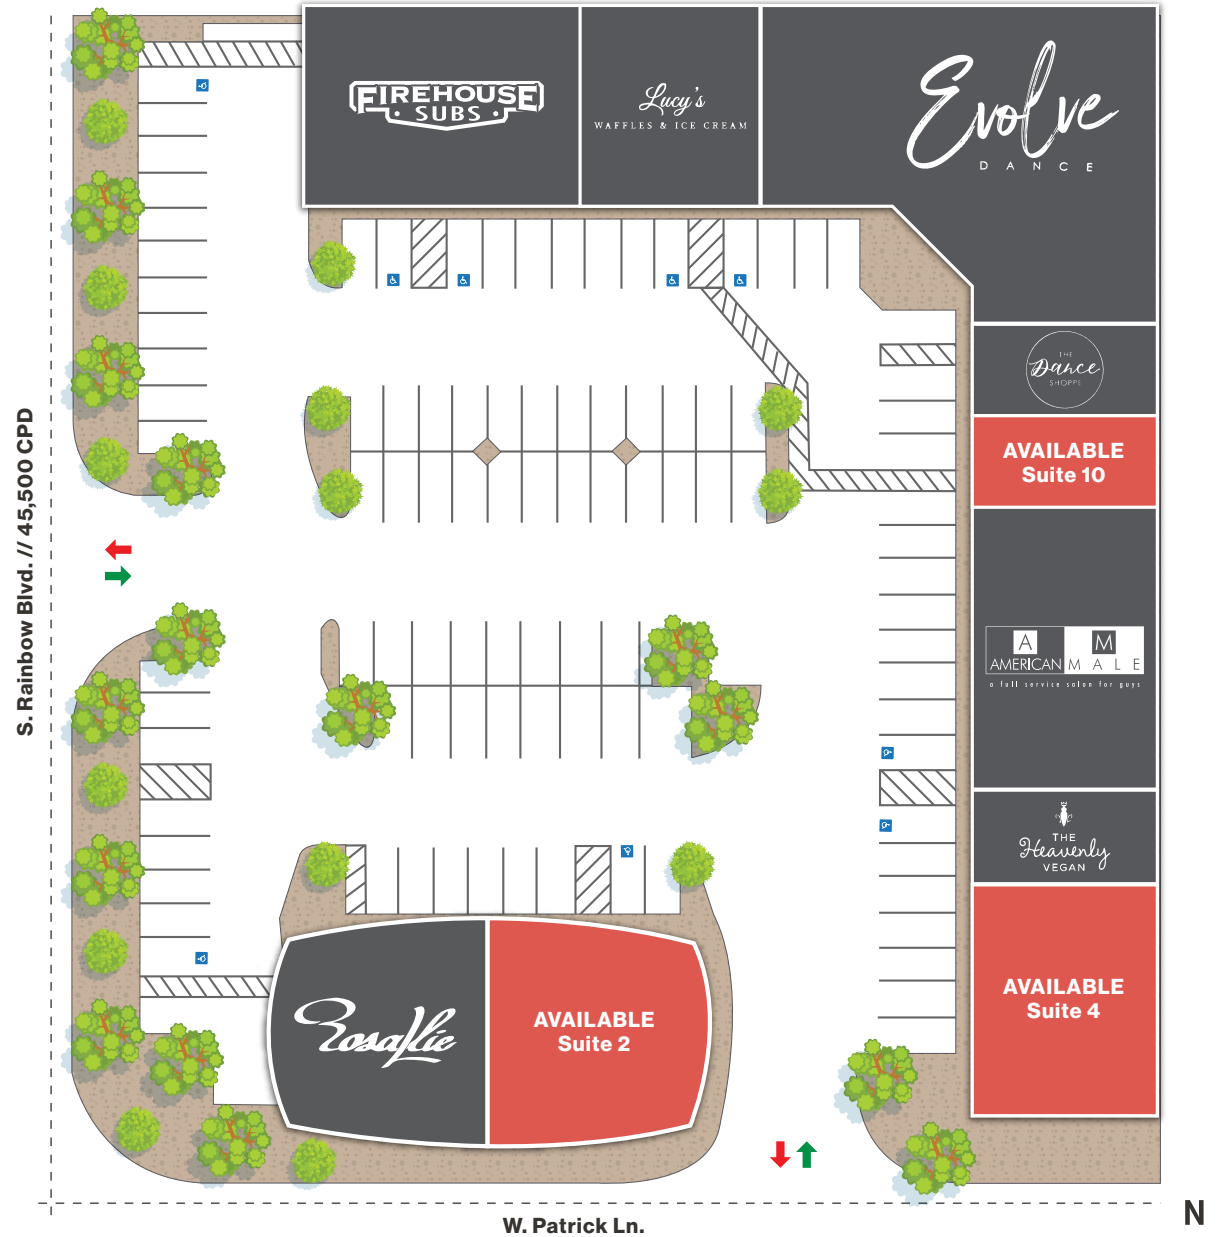 FIREHOUSE
SUBS
Lucy's
WAFFLES & ICE CREAM
Evolve
DANCE
THE
Dance
SHOPPE
AVAILABLE
Suite 10
S. Rainbow Blvd. // 45,500 CPD
A M
AMERICAN MALE
a full service salon for guys
THE
Heavenly
VEGAN
AVAILABLE
Suite 4
Rosallie
AVAILABLE
Suite 2
W. Patrick Ln.
N